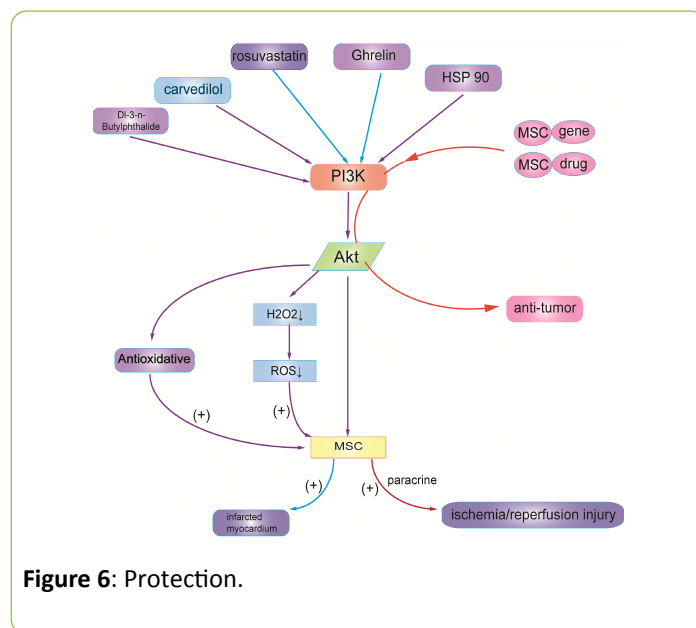 rosuvastatin
Ghrelin
HSP 90
carvedilol
Dl-3-n-
Butylphthalide
MSC gene
MSC drug
PI3K
Akt
H2O2↓
anti-tumor
Antioxidative
ROS↓
(+)
(+)
MSC
(+)
(+)
paracrine
infarcted
myocardium
ischemia/reperfusion injury
Figure 6: Protection.